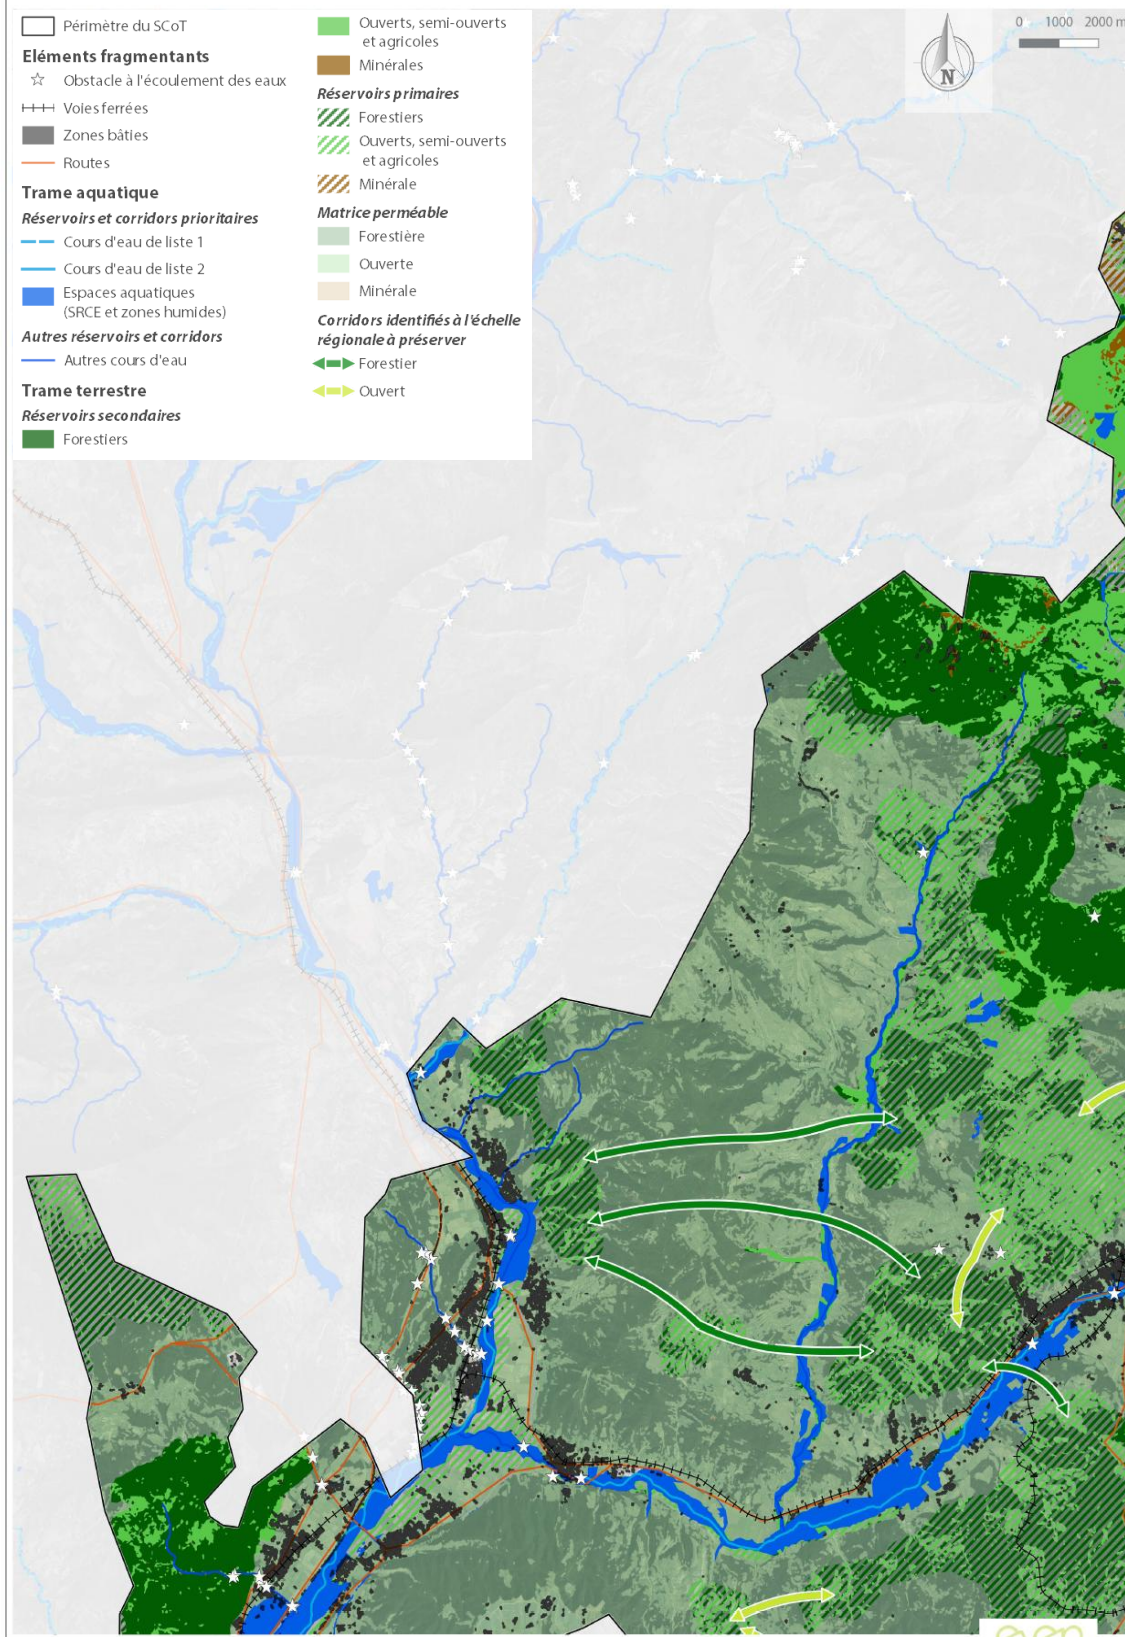 Périmètre du SCoT
Eléments fragmentants
Obstacle à l'écoulement des eaux
Voies ferrées
Zones bâties
Routes
Trame aquatique
Réservoirs et corridors prioritaires
Cours d'eau de liste 1
Cours d'eau de liste 2
Espaces aquatiques
(SRCE et zones humides)
Autres réservoirs et corridors
Autres cours d'eau
Trame terrestre
Réservoirs secondaires
Forestiers
Ouverts, semi-ouverts
et agricoles
Minérales
Réservoirs primaires
Forestiers
Ouverts, semi-ouverts
et agricoles
Minérale
Matrice perméable
Forestière
Ouverte
Minérale
Corridors identifiés à l'échelle
régionale à préserver
Forestier
Ouvert
N
0 1000 2000 m